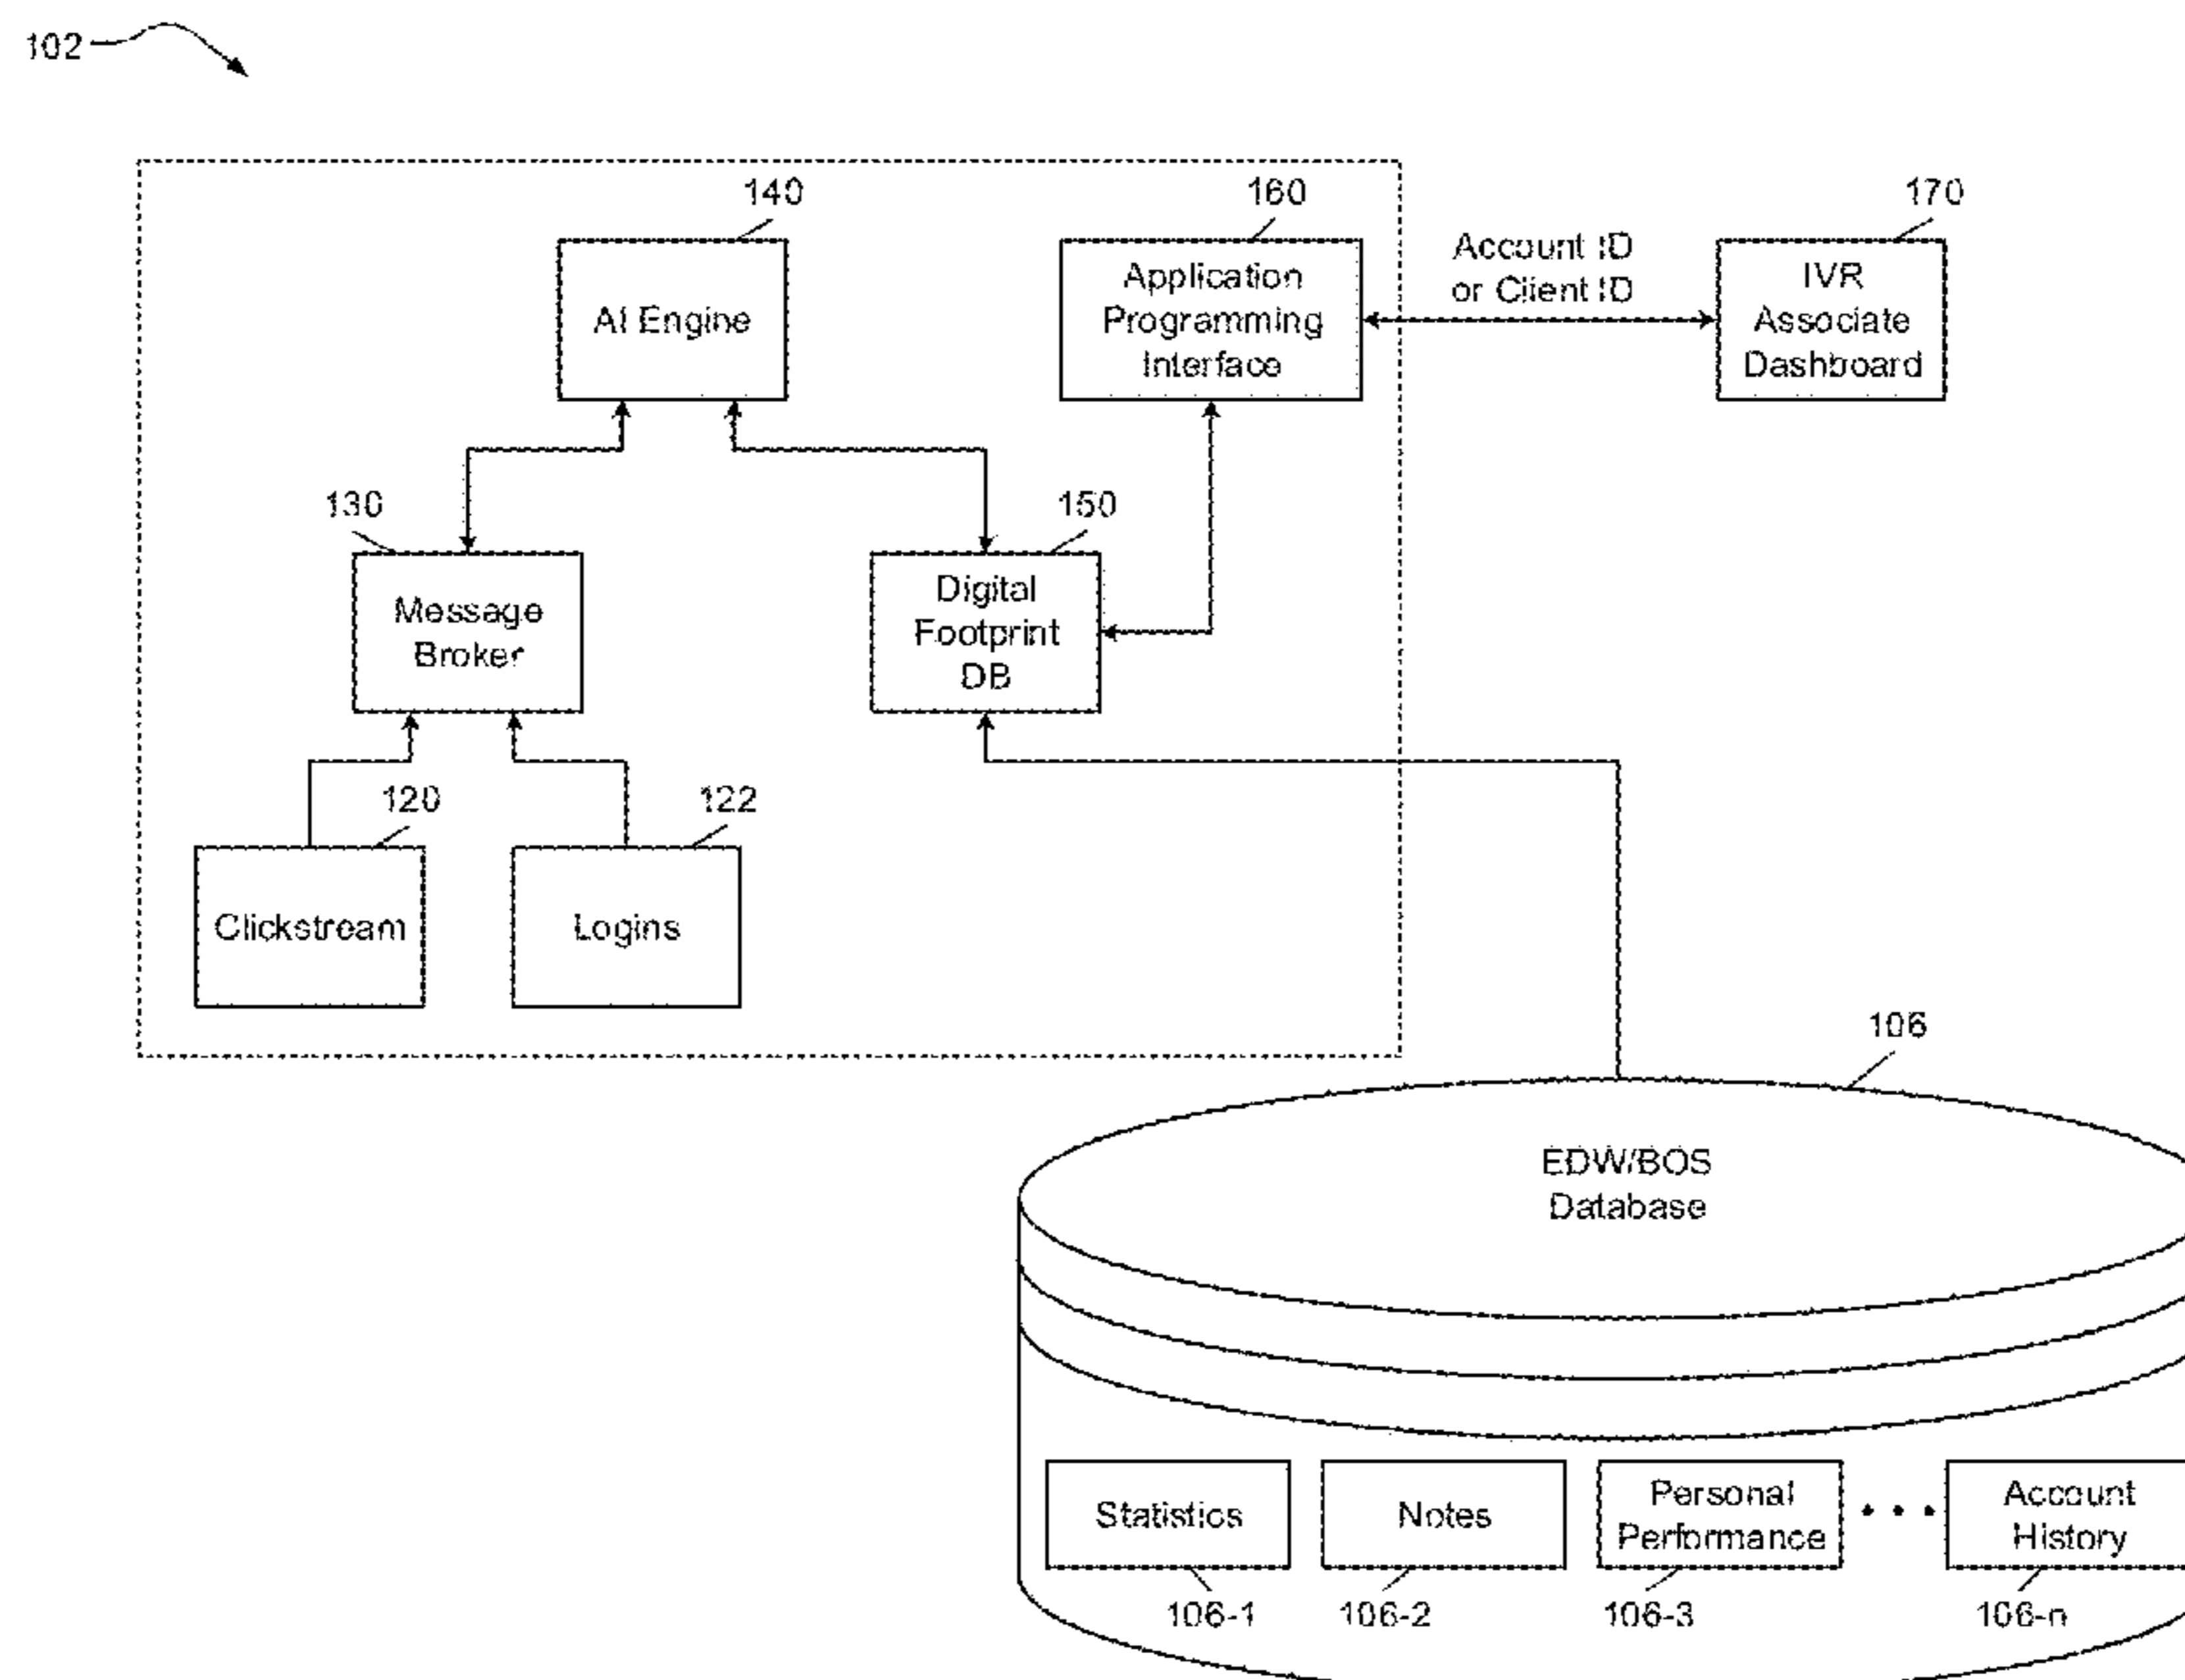 102
140
160
170
AI Engine
Application
Programming
Interface
Account ID
or Client ID
IVR
Associate
Dashboard
130
150
Message
Broker
Digital
Footprint
DB
120
122
Clickstream
Logins
106
EDW/BOS
Database
Statistics
Notes
Personal
Performance
• • •
Account
History
106-1
106-2
106-3
106-n